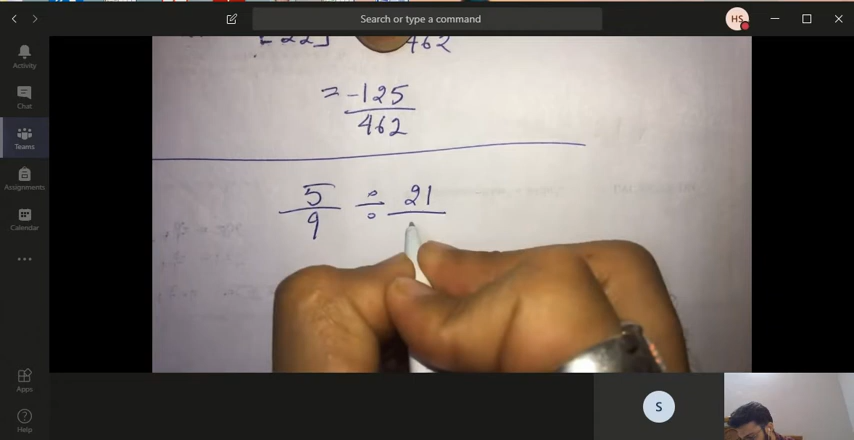 Search or type a command
HS
Activity
Chat
Teams
Assignments
Calendar
Apps
Help
462
= -125
462
5 ÷ 21
9
S